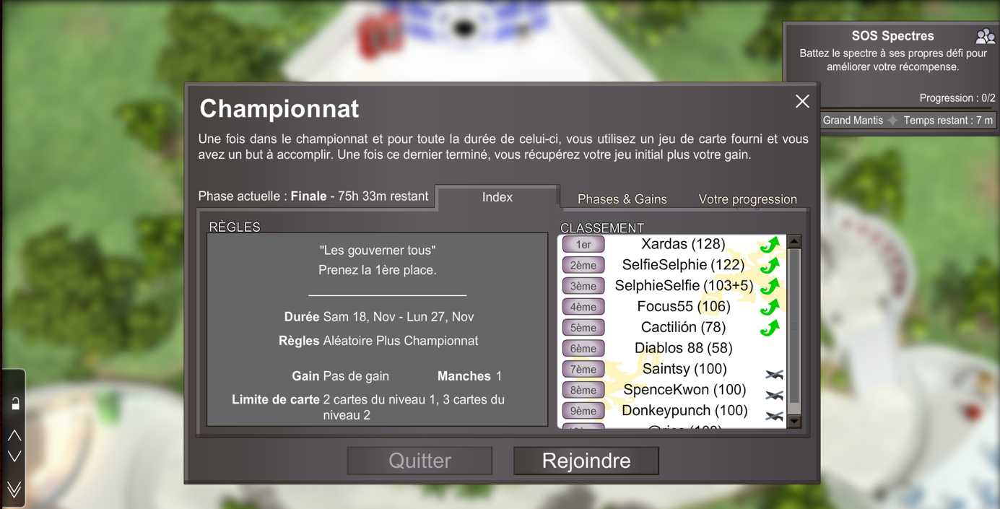 SOS Spectres
Battez le spectre à ses propres défi pour
améliorer votre récompense.
Progression : 0/2
Grand Mantis Temps restant : 7 m
Championnat
Une fois dans le championnat et pour toute la durée de celui-ci, vous utilisez un jeu de carte fourni et vous
avez un but à accomplir. Une fois ce dernier terminé, vous récupérez votre jeu initial plus votre gain.
Phase actuelle : Finale - 75h 33m restant
Index
Phases & Gains
Votre progression
RÈGLES
"Les gouverner tous"
Prenez la 1ère place.
Durée Sam 18, Nov - Lun 27, Nov
Règles Aléatoire Plus Championnat
Gain Pas de gain
Manches 1
Limite de carte 2 cartes du niveau 1, 3 cartes du
niveau 2
CLASSEMENT
1er Xardas (128)
2ème SelfieSelphie (122)
3ème SelphieSelfie (103+5)
4ème Focus55 (106)
5ème Cactilión (78)
6ème Diablos 88 (58)
7ème Saintsy (100)
8ème SpenceKwon (100)
9ème Donkeypunch (100)
Quitter
Rejoindre